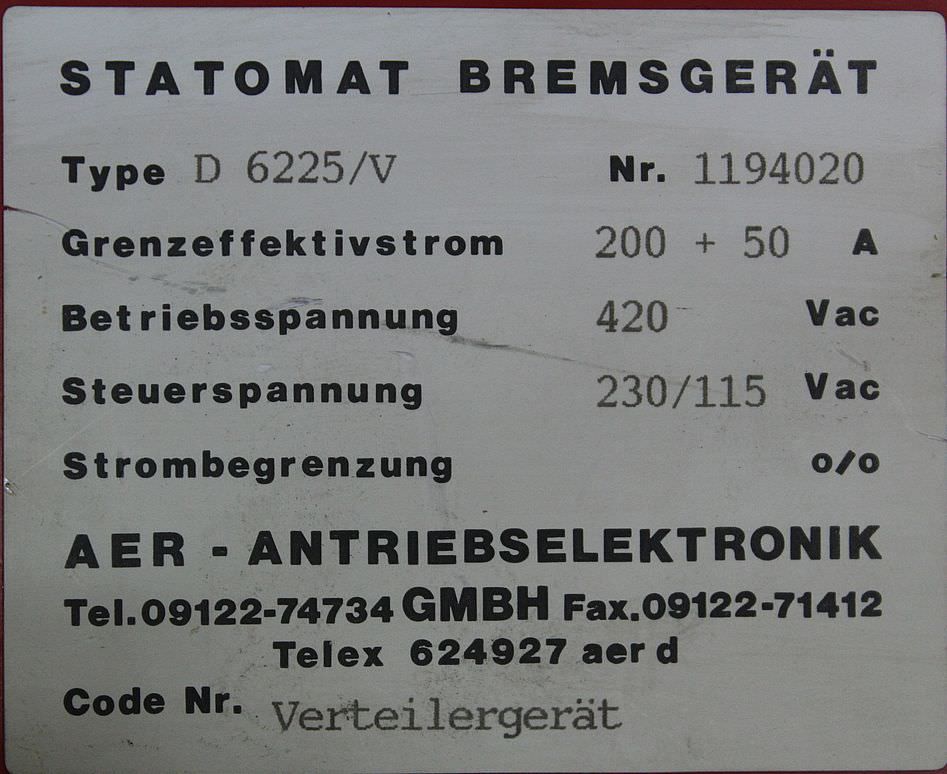 STATOMAT BREMSGERÄT
Type D 6225/V Nr. 1194020
Grenzeffektivstrom 200 + 50 A
Betriebsspannung 420 Vac
Steuerspannung 230/115 Vac
Strombegrenzung o/o
AER - ANTRIEBSELEKTRONIK
Tel.09122-74734 GMBH Fax.09122-71412
Telex 624927 aer d
Code Nr. Verteilergerät